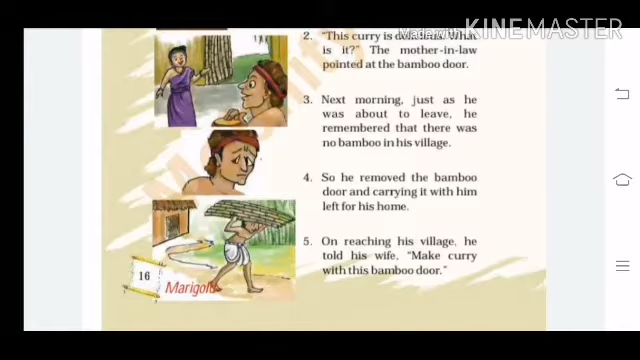 Made with KINEMASTER
2. "This curry is delicious. What
is it?" The mother-in-law
pointed at the bamboo door.
3. Next morning, just as he
was about to leave, he
remembered that there was
no bamboo in his village.
4. So he removed the bamboo
door and carrying it with him
left for his home.
5. On reaching his village, he
told his wife, "Make curry
with this bamboo door."
16
Marigold